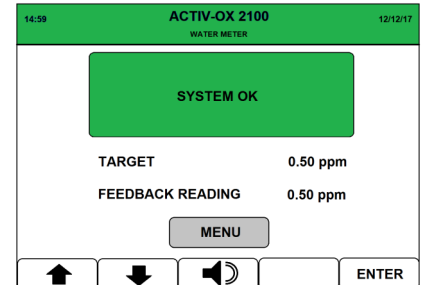 14:59 ACTIV-OX 2100 12/12/17
WATER METER
SYSTEM OK
TARGET 0.50 ppm
FEEDBACK READING 0.50 ppm
MENU
ENTER